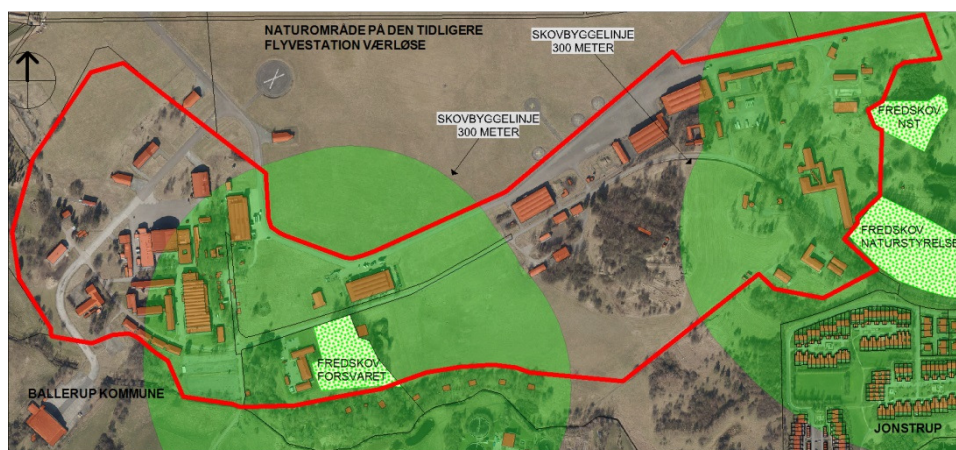 NATUROMRÅDE PÅ DEN TIDLIGERE
FLYVESTATION VÆRLØSE
SKOVBYGGELINJE
300 METER
SKOVBYGGELINJE
300 METER
FREDSKOV
NST
FREDSKOV
NATURSTYRELSE
FREDSKOV
FORSVARET
BALLERUP KOMMUNE
JONSTRUP